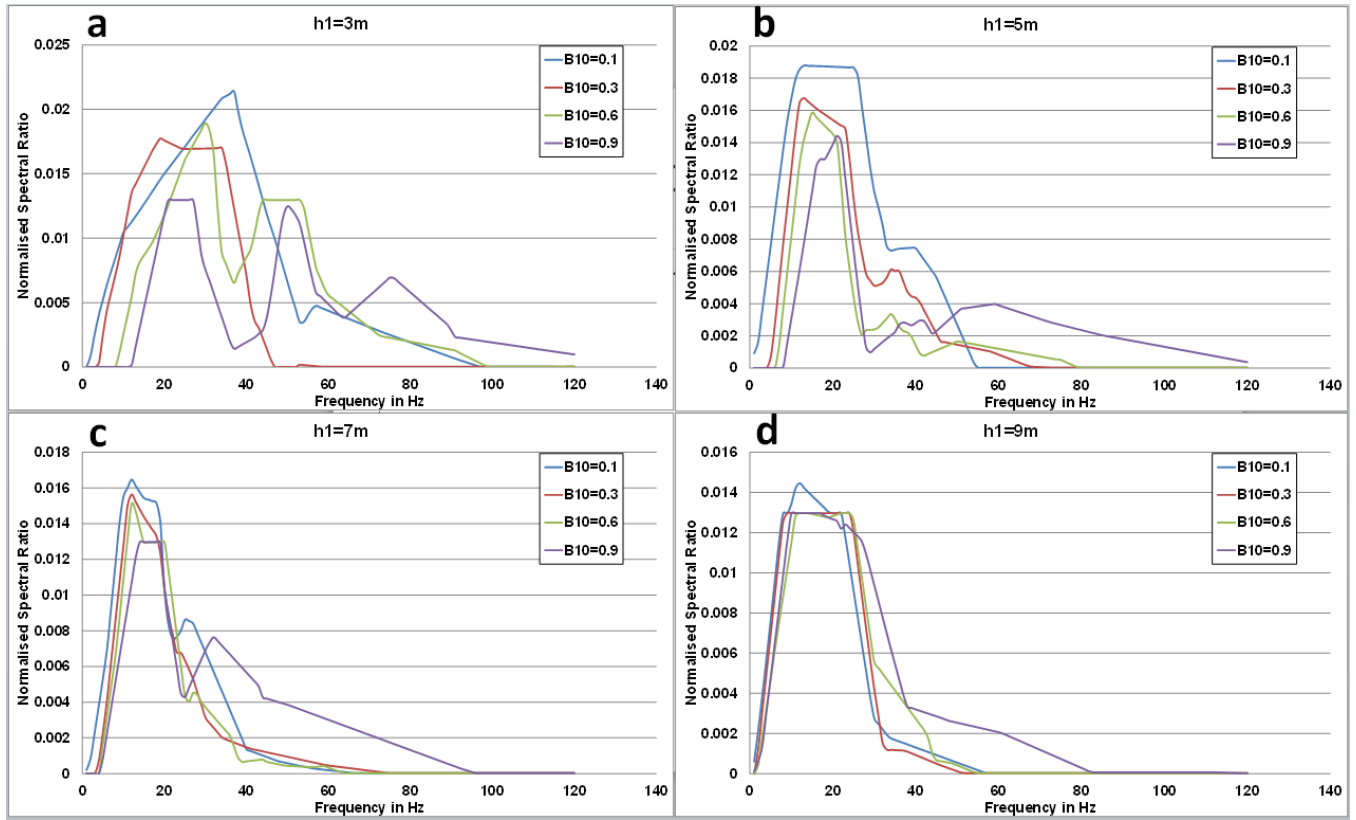 a
h1=3m
0.025
0.02
0.015
0.01
0.005
0
Normalised Spectral Ratio
B10=0.1
B10=0.3
B10=0.6
B10=0.9
0 20 40 60 80 100 120 140
Frequency in Hz
b
h1=5m
0.02
0.018
0.016
0.014
0.012
0.01
0.008
0.006
0.004
0.002
0
Normalised Spectral Ratio
B10=0.1
B10=0.3
B10=0.6
B10=0.9
0 20 40 60 80 100 120 140
Frequency in Hz
c
h1=7m
0.018
0.016
0.014
0.012
0.01
0.008
0.006
0.004
0.002
0
Normalised Spectral Ratio
B10=0.1
B10=0.3
B10=0.6
B10=0.9
0 20 40 60 80 100 120 140
Frequency in Hz
d
h1=9m
0.016
0.014
0.012
0.01
0.008
0.006
0.004
0.002
0
Normalised Spectral Ratio
B10=0.1
B10=0.3
B10=0.6
B10=0.9
0 20 40 60 80 100 120 140
Frequency in Hz